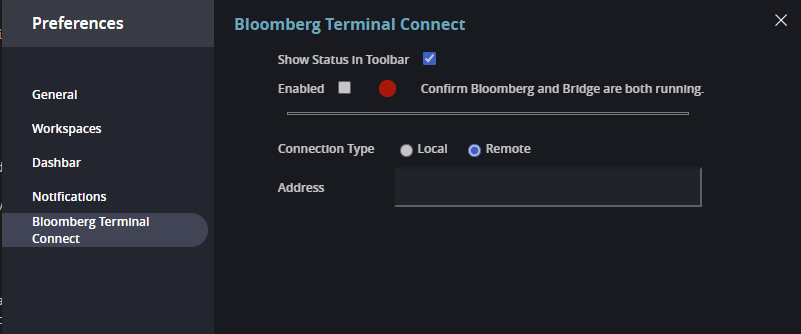 Preferences
Bloomberg Terminal Connect
Show Status in Toolbar
Enabled
Confirm Bloomberg and Bridge are both running.
Connection Type
Local
Remote
Address
General
Workspaces
Dashbar
Notifications
Bloomberg Terminal
Connect